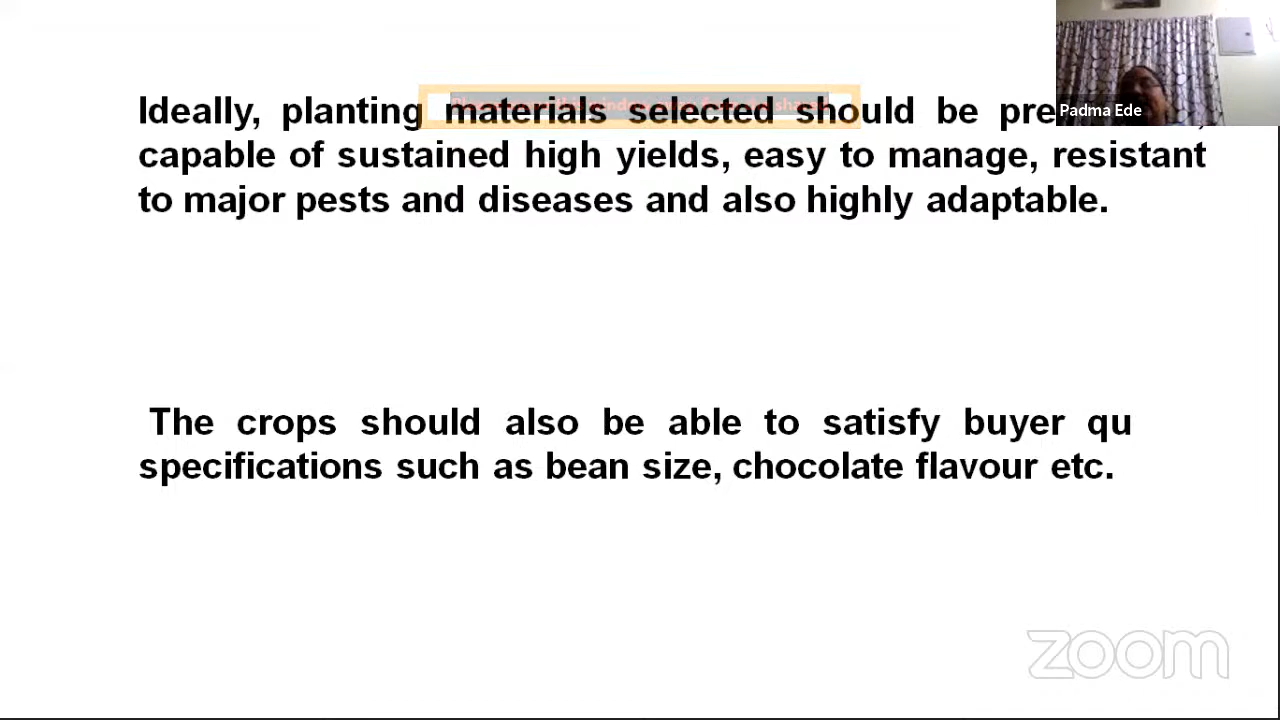 Ideally, planting materials selected should be
Padma Ede
capable of sustained high yields, easy to manage, resistant
to major pests and diseases and also highly adaptable.
The crops should also be able to satisfy buyer qu
specifications such as bean size, chocolate flavour etc.
zoom